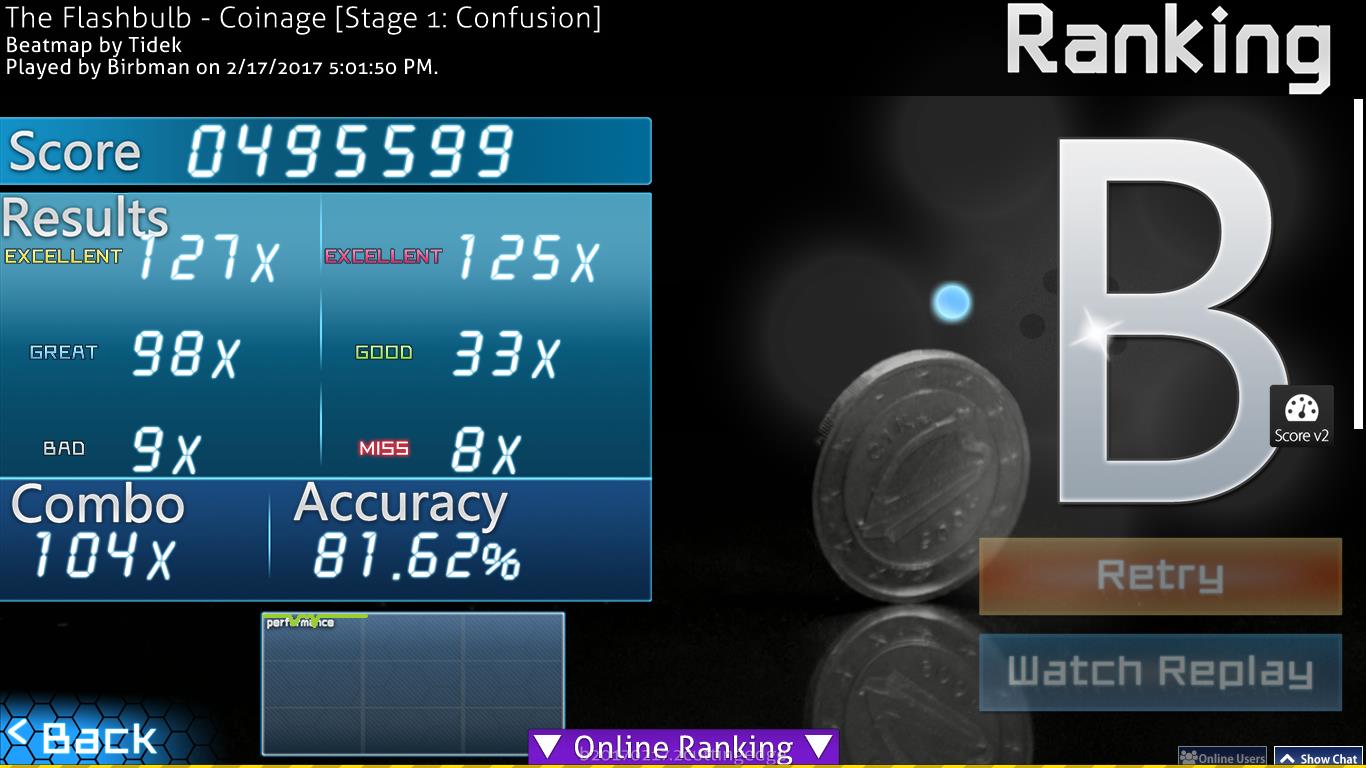 The Flashbulb - Coinage [Stage 1: Confusion]
Beatmap by Tidek
Played by Birbman on 2/17/2017 5:01:50 PM.
Ranking
Score 0495599
Results
EXCELLENT 127x EXCELLENT 125x
GREAT 98x GOOD 33x
BAD 9x MISS 8x
Score v2
Combo Accuracy
104x 81.62%
Retry
performance
Watch Replay
< Back
▼ Online Ranking ▼
Online Users
Show Chat